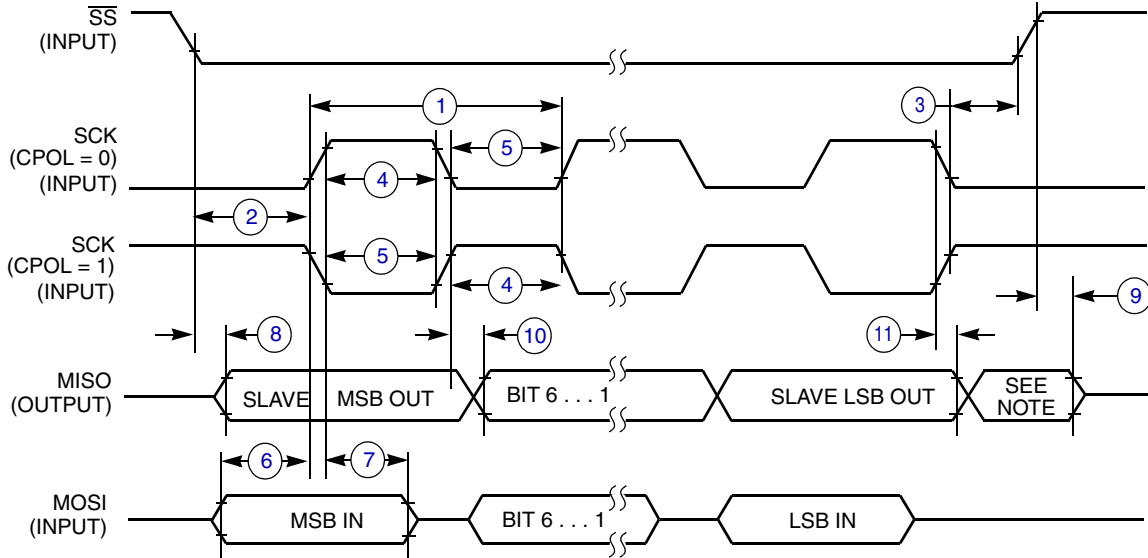 SS
(INPUT)
1
3
SCK
(CPOL = 0)
(INPUT)
5
4
2
SCK
(CPOL = 1)
(INPUT)
5
4
9
8
10
11
MISO
(OUTPUT)
SLAVE MSB OUT
BIT 6 . . . 1
SLAVE LSB OUT
SEE
NOTE
6
7
MOSI
(INPUT)
MSB IN
BIT 6 . . . 1
LSB IN